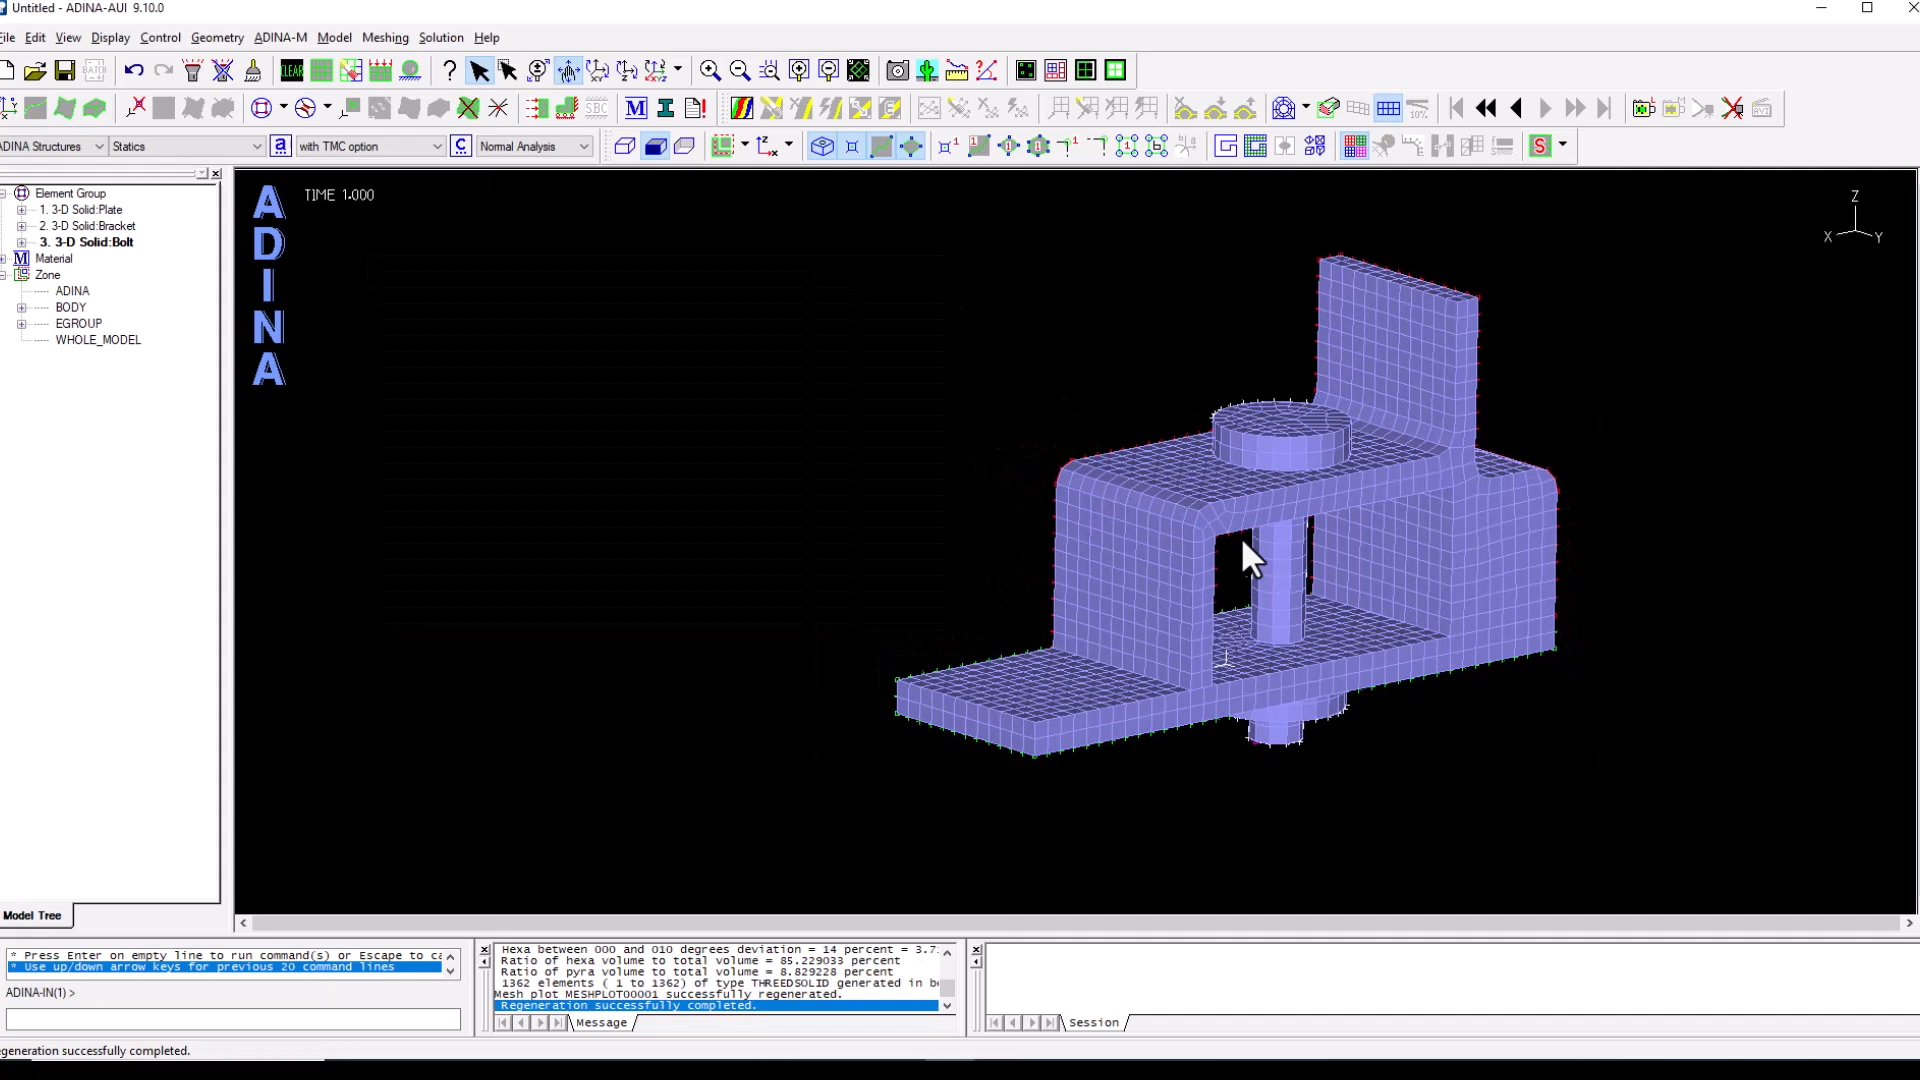 Untitled - ADINA-AUI 9.10.0
File Edit View Display Control Geometry ADINA-M Model Meshing Solution Help
ADINA Structures Statics a with TMC option C Normal Analysis
Element Group
1. 3-D Solid:Plate
2. 3-D Solid:Bracket
3. 3-D Solid:Bolt
Material
Zone
ADINA
BODY
EGROUP
WHOLE_MODEL
Model Tree
ADINA
TIME 1.000
Z
X Y
* Press Enter on empty line to run command(s) or Escape to ca
* Use up/down arrow keys for previous 20 command lines
ADINA-IN(1) >
Hexa between 000 and 010 degrees deviation = 14 percent = 3.7
Ratio of hexa volume to total volume = 85.229033 percent
Ratio of pyra volume to total volume = 8.829228 percent
1362 elements ( 1 to 1362) of type THREEDSOLID generated in bo
Mesh plot MESHPLOT00001 successfully regenerated.
Regeneration successfully completed.
Message
Session
egeneration successfully completed.